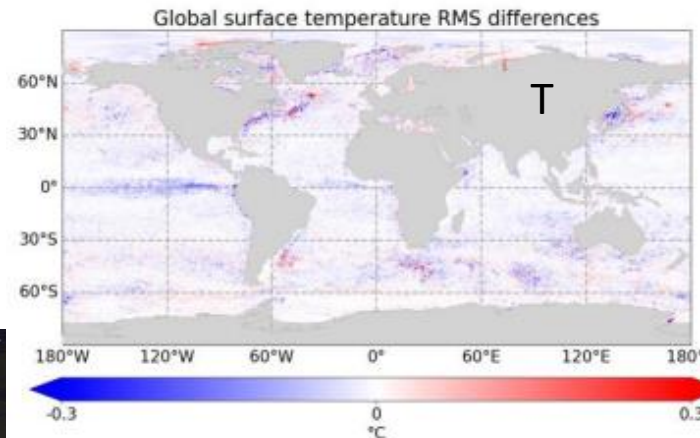 Global surface temperature RMS differences
60°N
T
30°N
0°
30°S
60°S
180°W 120°W 60°W 0° 60°E 120°E 180°
-0.3 0 0.3
°C